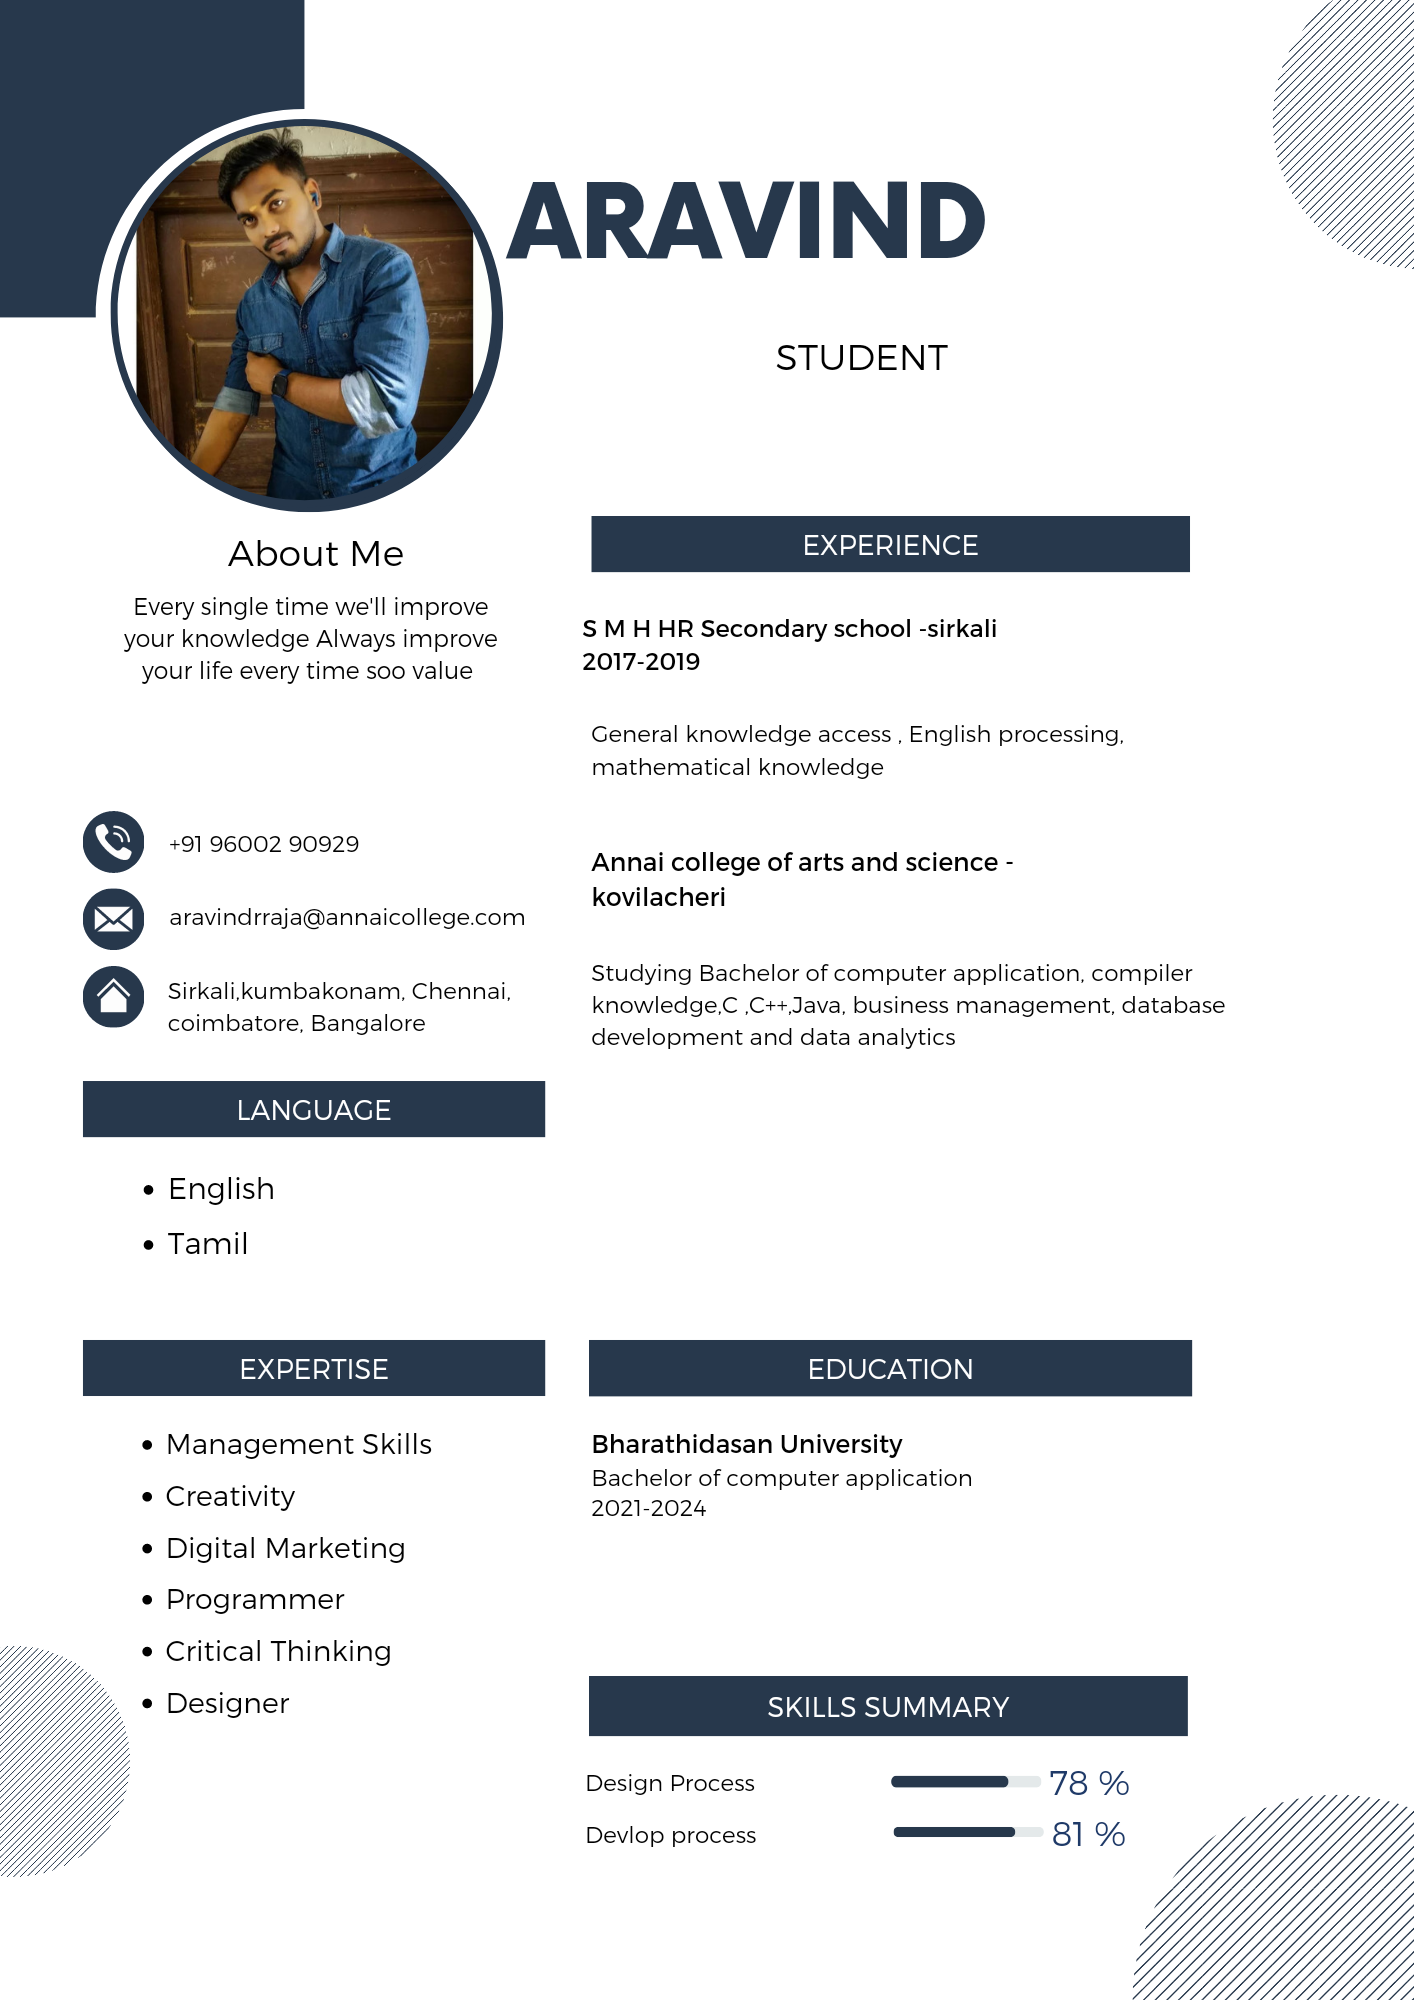 ARAVIND
STUDENT
About Me
Every single time we'll improve
your knowledge Always improve
your life every time soo value
+91 96002 90929
aravindrraja@annaicollege.com
Sirkali,kumbakonam, Chennai,
coimbatore, Bangalore
LANGUAGE
• English
• Tamil
EXPERTISE
• Management Skills
• Creativity
• Digital Marketing
• Programmer
• Critical Thinking
• Designer
EXPERIENCE
S M H HR Secondary school -sirkali
2017-2019
General knowledge access , English processing,
mathematical knowledge
Annai college of arts and science -
kovilacheri
Studying Bachelor of computer application, compiler
knowledge,C ,C++,Java, business management, database
development and data analytics
EDUCATION
Bharathidasan University
Bachelor of computer application
2021-2024
SKILLS SUMMARY
Design Process 78 %
Devlop process 81 %